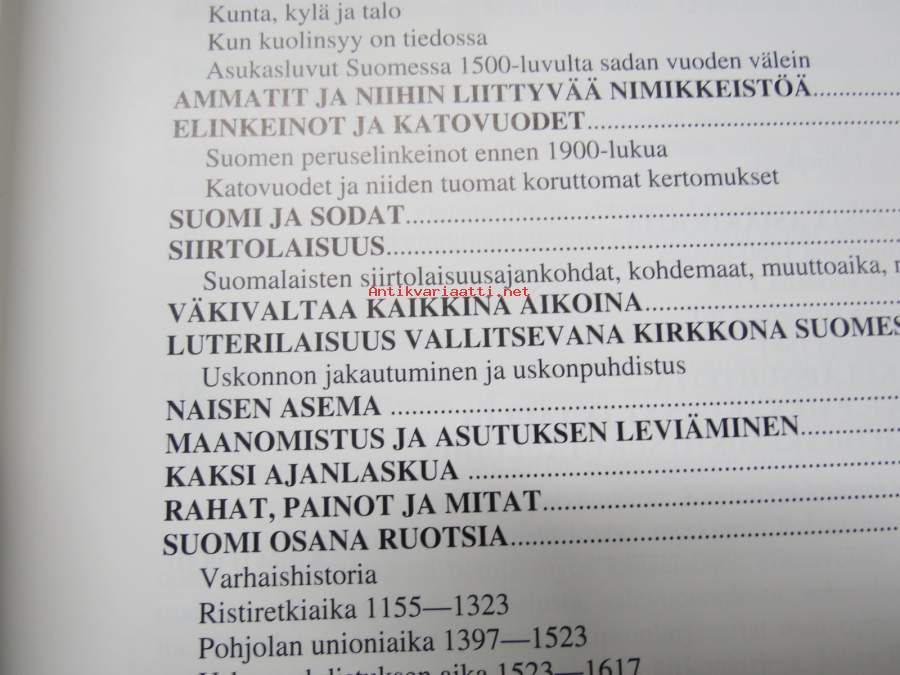 Kunta, kylä ja talo
Kun kuolinsyy on tiedossa
Asukasluvut Suomessa 1500-luvulta sadan vuoden välein
AMMATIT JA NIIHIN LIITTYVÄÄ NIMIKKEISTÖÄ
ELINKEINOT JA KATOVUODET
Suomen peruselinkeinot ennen 1900-lukua
Katovuodet ja niiden tuomat koruttomat kertomukset
SUOMI JA SODAT
SIIRTOLAISUUS
Suomalaisten siirtolaisuusajankohdat, kohdemaat, muuttoaika,
Antikvariaatti.net
VÄKIVALTAA KAIKKINA AIKOINA
LUTERILAISUUS VALLITSEVANA KIRKKONA SUOMES
Uskonnon jakautuminen ja uskonpuhdistus
NAISEN ASEMA
MAANOMISTUS JA ASUTUKSEN LEVIÄMINEN
KAKSI AJANLASKUA
RAHAT, PAINOT JA MITAT
SUOMI OSANA RUOTSIA
Varhaishistoria
Ristiretkiaika 1155—1323
Pohjolan unioniaika 1397—1523
aika 1523—1617